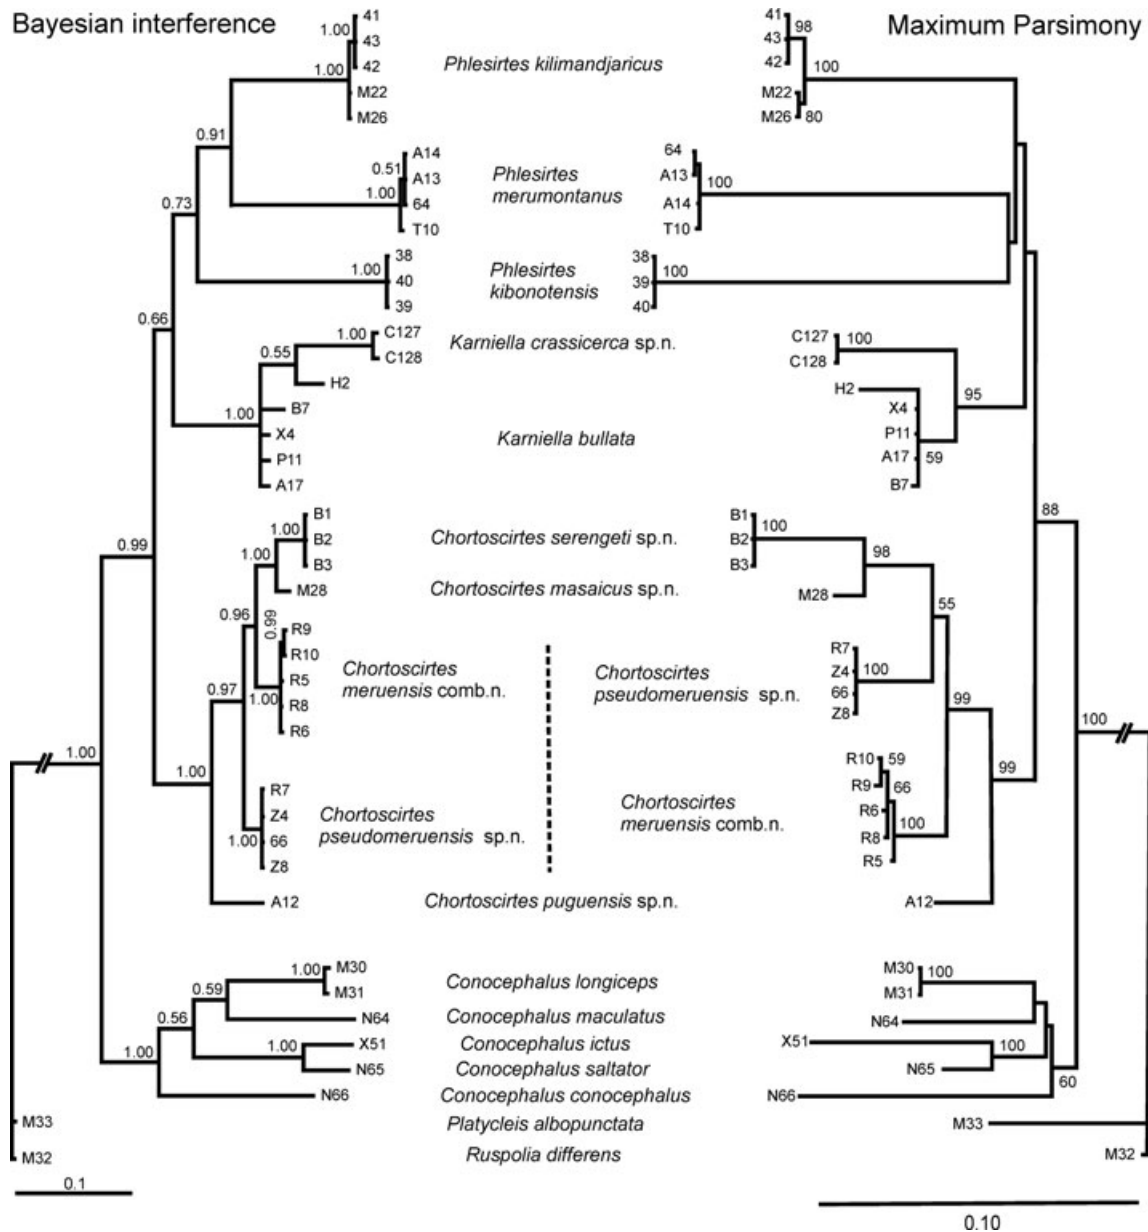 Bayesian interference
Maximum Parsimony
1.00
41
43
42
1.00
M22
M26
Phlesirtes kilimandjaricus
41
98
43
42
100
M22
M26
80
0.91
A14
0.51
A13
1.00
64
T10
Phlesirtes
merumontanus
64
A13
100
A14
T10
0.73
38
1.00
40
39
Phlesirtes
kibonotensis
38
100
39
40
0.66
1.00
C127
C128
0.55
H2
Karniella crassicerca sp.n.
C127
100
C128
H2
95
1.00
B7
X4
P11
A17
Karniella bullata
X4
P11
A17
59
B7
88
0.99
B1
1.00
B2
B3
1.00
M28
Chortoscirtes serengeti sp.n.
Chortoscirtes masaicus sp.n.
B1
100
B2
B3
98
M28
55
0.96
0.99
R9
R10
R5
1.00
R8
R6
Chortoscirtes
meruensis comb.n.
Chortoscirtes
pseudomeruensis sp.n.
R7
Z4
100
66
Z8
0.97
99
100
1.00
1.00
R7
Z4
1.00
66
Z8
Chortoscirtes
pseudomeruensis sp.n.
Chortoscirtes
meruensis comb.n.
R10
59
R9
66
R6
R8
100
R5
99
A12
Chortoscirtes puguensis sp.n.
A12
1.00
M30
M31
0.59
N64
0.56
X51
1.00
N65
1.00
N66
Conocephalus longiceps
Conocephalus maculatus
Conocephalus ictus
Conocephalus saltator
Conocephalus conocephalus
M30
100
M31
N64
X51
100
N65
60
N66
M33
Platycleis albopunctata
M33
M32
Ruspolia differens
M32
0.1
0.10